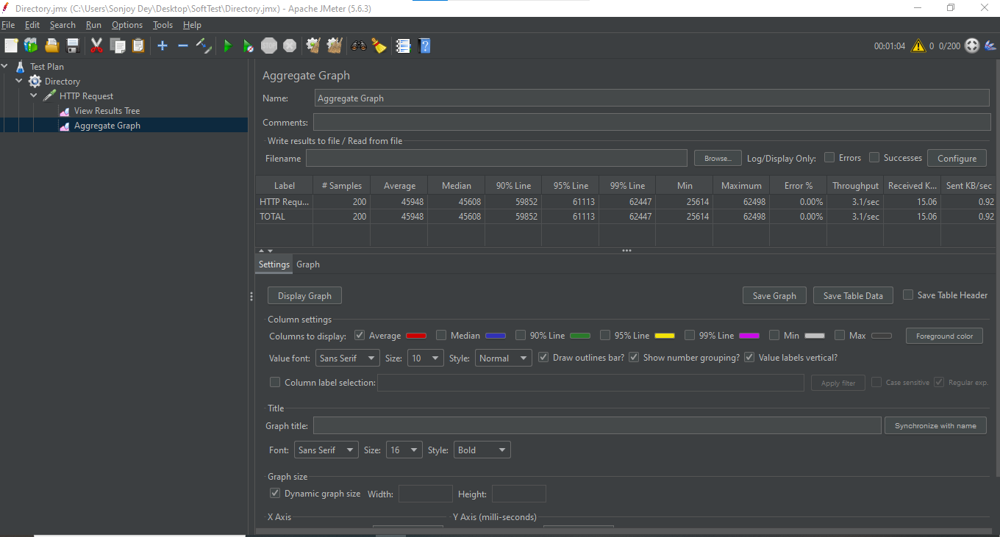 Directory.jmx (C:\Users\Sonjoy Dey\Desktop\SoftTest\Directory.jmx) - Apache JMeter (5.6.3)
File Edit Search Run Options Tools Help
STOP 00:01:04 0 0/200
Test Plan
Directory
HTTP Request
View Results Tree
Aggregate Graph
Aggregate Graph
Name: Aggregate Graph
Comments:
Write results to file / Read from file
Filename Browse... Log/Display Only: Errors Successes Configure
Label # Samples Average Median 90% Line 95% Line 99% Line Min Maximum Error % Throughput Received K... Sent KB/sec
HTTP Requ... 200 45948 45608 59852 61113 62447 25614 62498 0.00% 3.1/sec 15.06 0.92
TOTAL 200 45948 45608 59852 61113 62447 25614 62498 0.00% 3.1/sec 15.06 0.92
Settings Graph
Display Graph Save Graph Save Table Data Save Table Header
Column settings
Columns to display: Average Median 90% Line 95% Line 99% Line Min Max Foreground color
Value font: Sans Serif Size: 10 Style: Normal Draw outlines bar? Show number grouping? Value labels vertical?
Column label selection: Apply filter Case sensitive Regular exp.
Title
Graph title: Synchronize with name
Font: Sans Serif Size: 16 Style: Bold
Graph size
Dynamic graph size Width: Height:
X Axis Y Axis (milli-seconds)